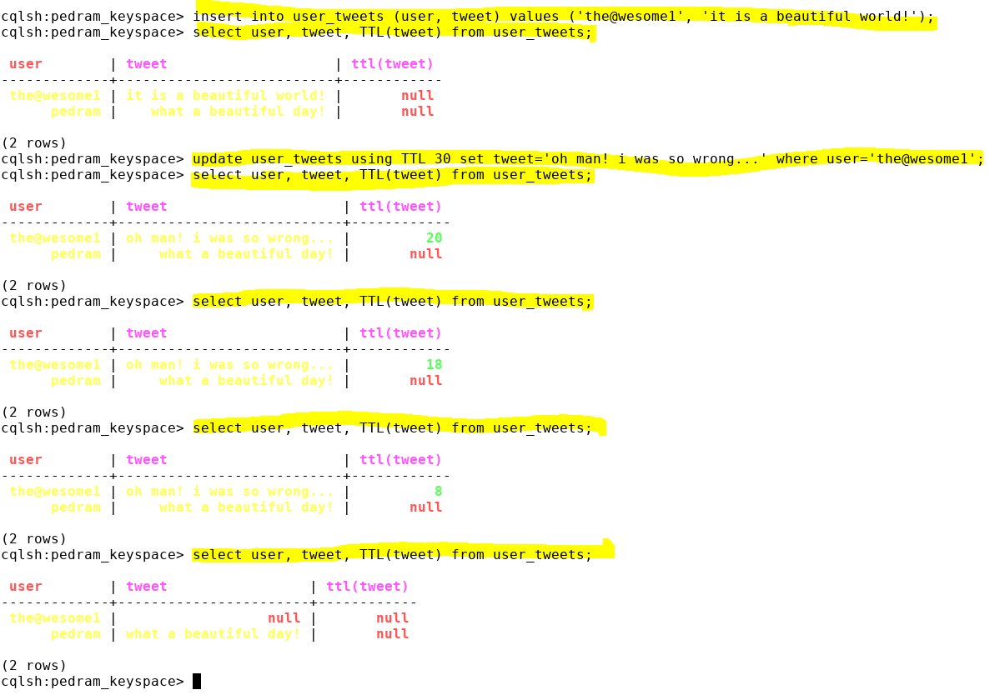 cqlsh:pedram_keyspace> insert into user_tweets (user, tweet) values ('the@wesome1', 'it is a beautiful world!');
cqlsh:pedram_keyspace> select user, tweet, TTL(tweet) from user_tweets;
 user        | tweet                    | ttl(tweet)
-------------+--------------------------+------------
 the@wesome1 | it is a beautiful world! |       null
      pedram |    what a beautiful day! |       null
(2 rows)
cqlsh:pedram_keyspace> update user_tweets using TTL 30 set tweet='oh man! i was so wrong...' where user='the@wesome1';
cqlsh:pedram_keyspace> select user, tweet, TTL(tweet) from user_tweets;
 user        | tweet                     | ttl(tweet)
-------------+---------------------------+------------
 the@wesome1 | oh man! i was so wrong... |         20
      pedram |     what a beautiful day! |       null
(2 rows)
cqlsh:pedram_keyspace> select user, tweet, TTL(tweet) from user_tweets;
 user        | tweet                     | ttl(tweet)
-------------+---------------------------+------------
 the@wesome1 | oh man! i was so wrong... |         18
      pedram |     what a beautiful day! |       null
(2 rows)
cqlsh:pedram_keyspace> select user, tweet, TTL(tweet) from user_tweets;
 user        | tweet                     | ttl(tweet)
-------------+---------------------------+------------
 the@wesome1 | oh man! i was so wrong... |          8
      pedram |     what a beautiful day! |       null
(2 rows)
cqlsh:pedram_keyspace> select user, tweet, TTL(tweet) from user_tweets;
 user        | tweet                 | ttl(tweet)
-------------+-----------------------+------------
 the@wesome1 |                  null |       null
      pedram | what a beautiful day! |       null
(2 rows)
cqlsh:pedram_keyspace>